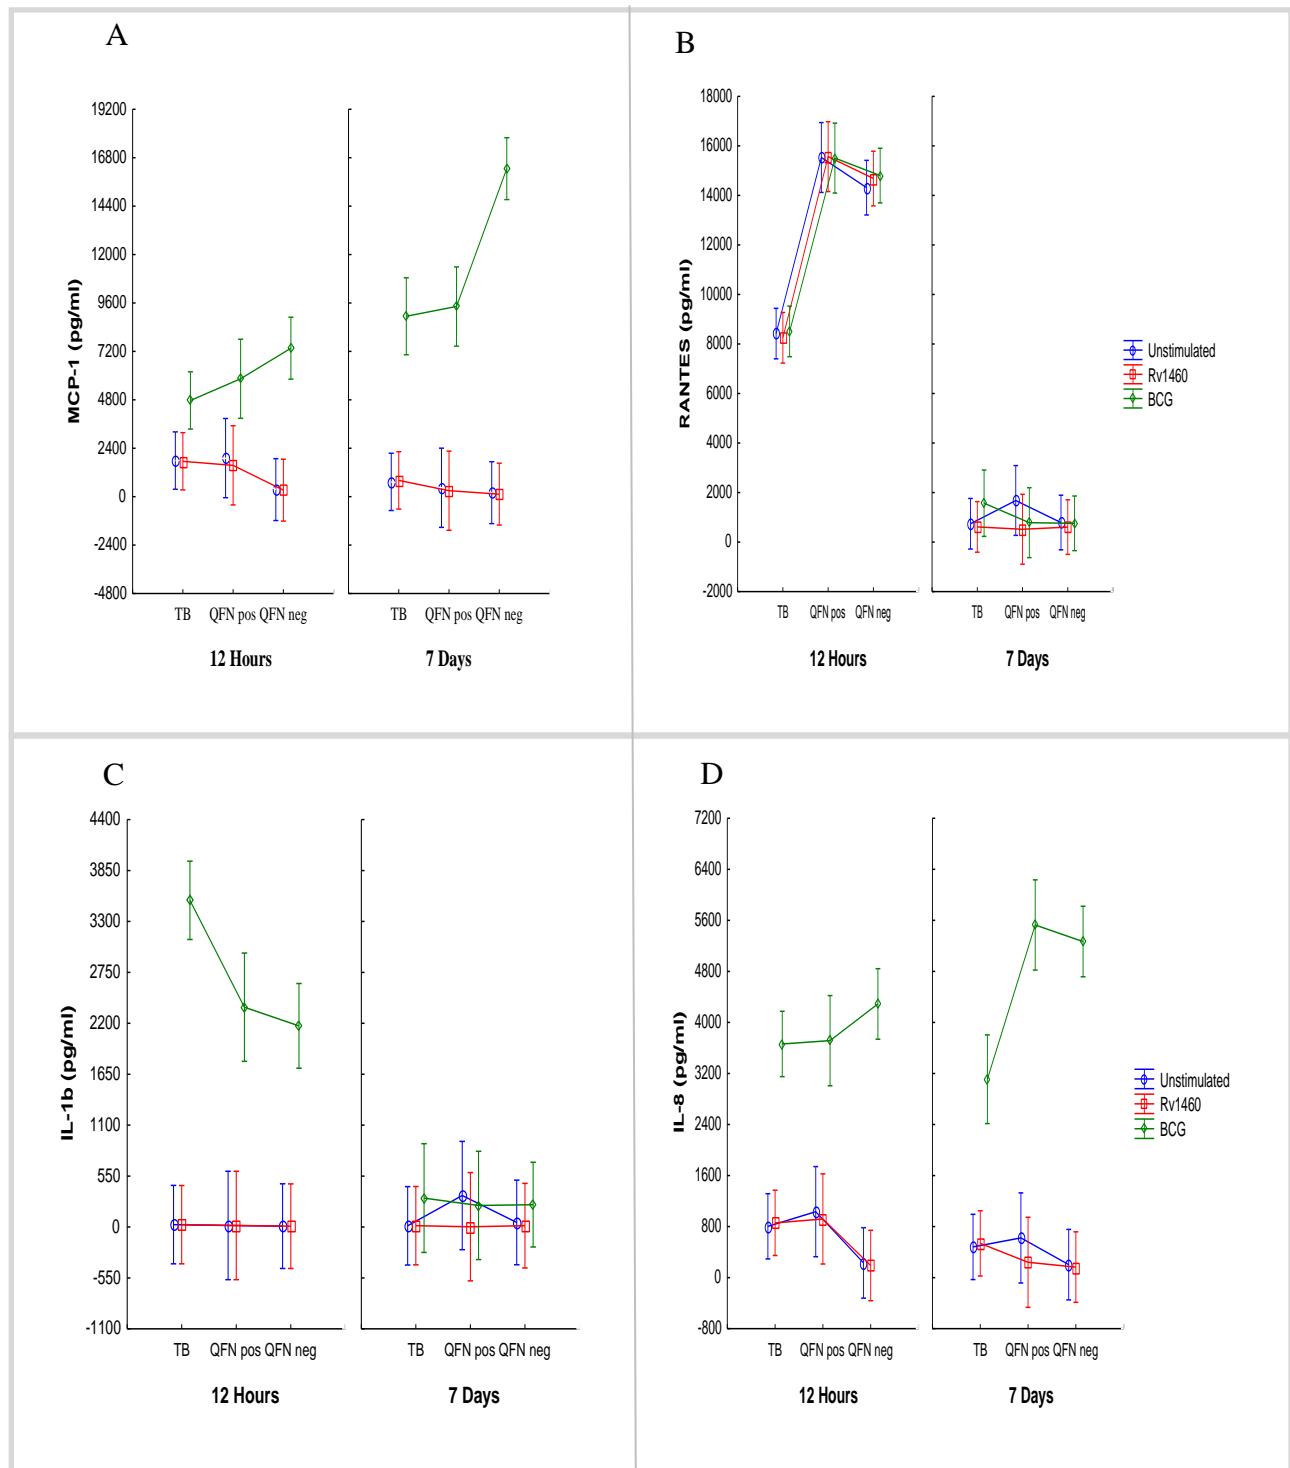 A
MCP-1 (pg/ml)
19200
16800
14400
12000
9600
7200
4800
2400
0
-2400
-4800
TB QFN pos QFN neg
12 Hours
TB QFN pos QFN neg
7 Days
B
RANTES (pg/ml)
18000
16000
14000
12000
10000
8000
6000
4000
2000
0
-2000
TB QFN pos QFN neg
12 Hours
TB QFN pos QFN neg
7 Days
Unstimulated
Rv1460
BCG
C
IL-1b (pg/ml)
4400
3850
3300
2750
2200
1650
1100
550
0
-550
-1100
TB QFN pos QFN neg
12 Hours
TB QFN pos QFN neg
7 Days
D
IL-8 (pg/ml)
7200
6400
5600
4800
4000
3200
2400
1600
800
0
-800
TB QFN pos QFN neg
12 Hours
TB QFN pos QFN neg
7 Days
Unstimulated
Rv1460
BCG